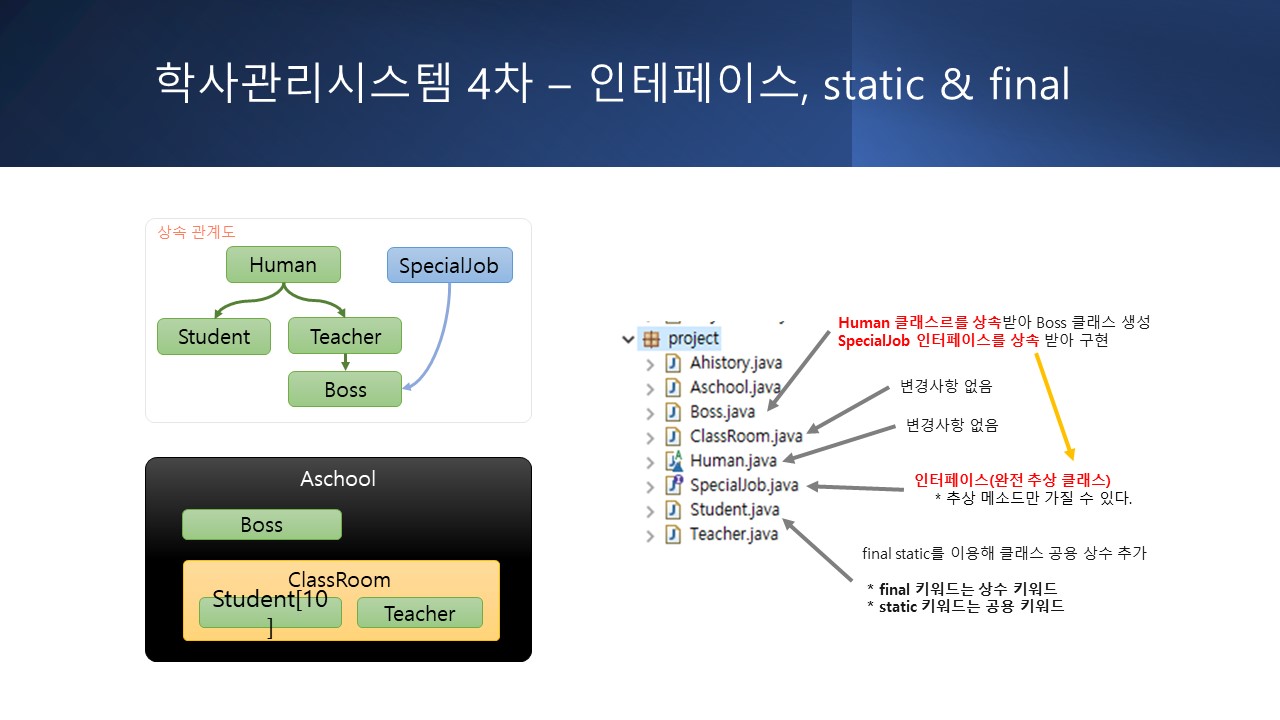 학사관리시스템 4차 – 인테페이스, static & final
상속 관계도
Human
SpecialJob
Student
Teacher
Boss
Aschool
Boss
ClassRoom
Student[10
]
Teacher
project
Ahistory.java
Aschool.java
Boss.java
ClassRoom.java
Human.java
SpecialJob.java
Student.java
Teacher.java
Human 클래스르를 상속받아 Boss 클래스 생성
SpecialJob 인터페이스를 상속 받아 구현
변경사항 없음
변경사항 없음
인터페이스(완전 추상 클래스)
* 추상 메소드만 가질 수 있다.
final static를 이용해 클래스 공용 상수 추가
* final 키워드는 상수 키워드
* static 키워드는 공용 키워드